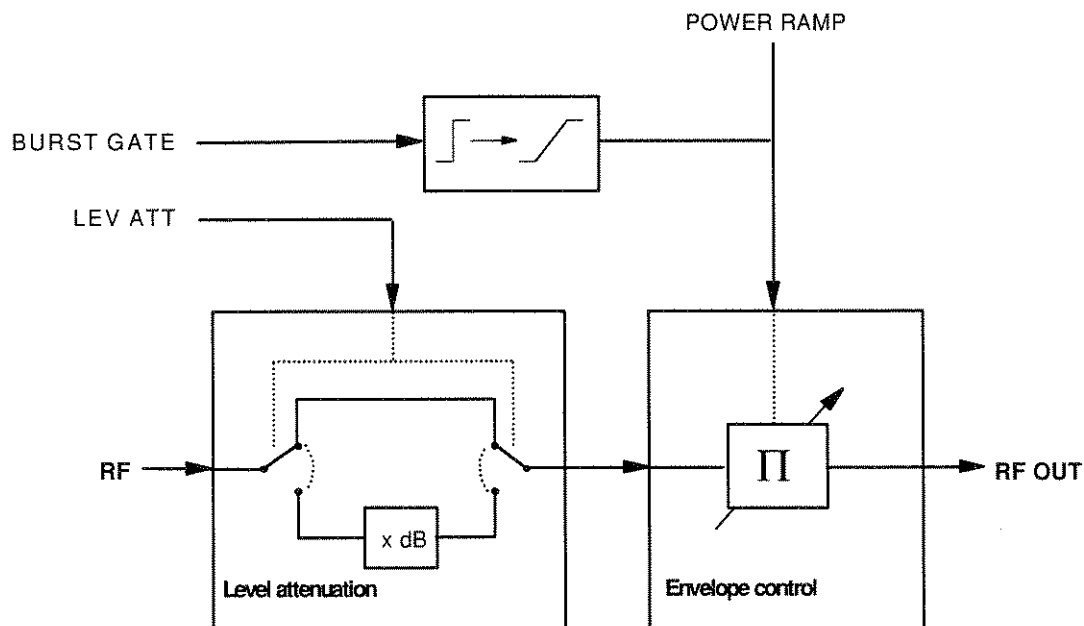 POWER RAMP
BURST GATE
LEV ATT
RF
Π
RF OUT
x dB
Level attenuation
Envelope control